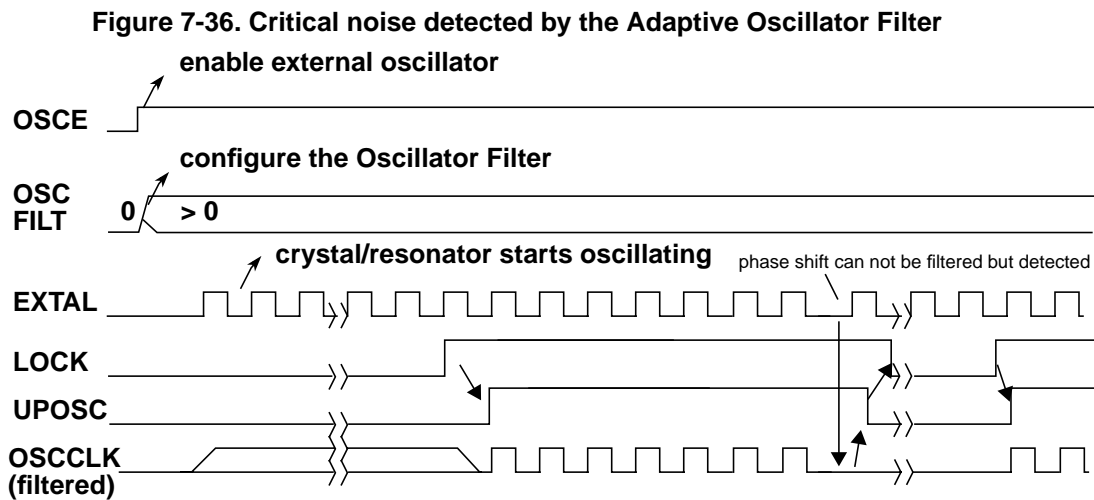 Figure 7-36. Critical noise detected by the Adaptive Oscillator Filter
enable external oscillator
OSCE
configure the Oscillator Filter
OSC
FILT
0 > 0
crystal/resonator starts oscillating
phase shift can not be filtered but detected
EXTAL
LOCK
UPOSC
OSCCLK
(filtered)